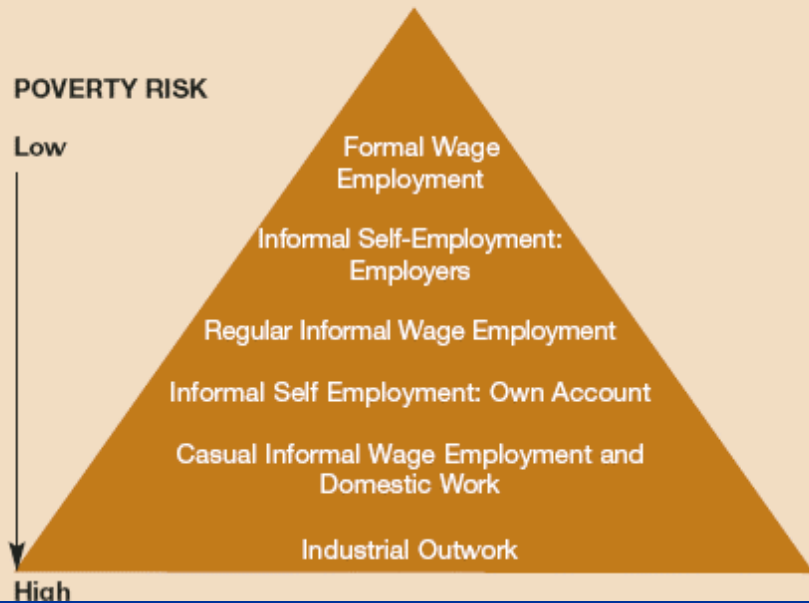 POVERTY RISK
Low
Formal Wage
Employment
Informal Self-Employment:
Employers
Regular Informal Wage Employment
Informal Self Employment: Own Account
Casual Informal Wage Employment and
Domestic Work
Industrial Outwork
High